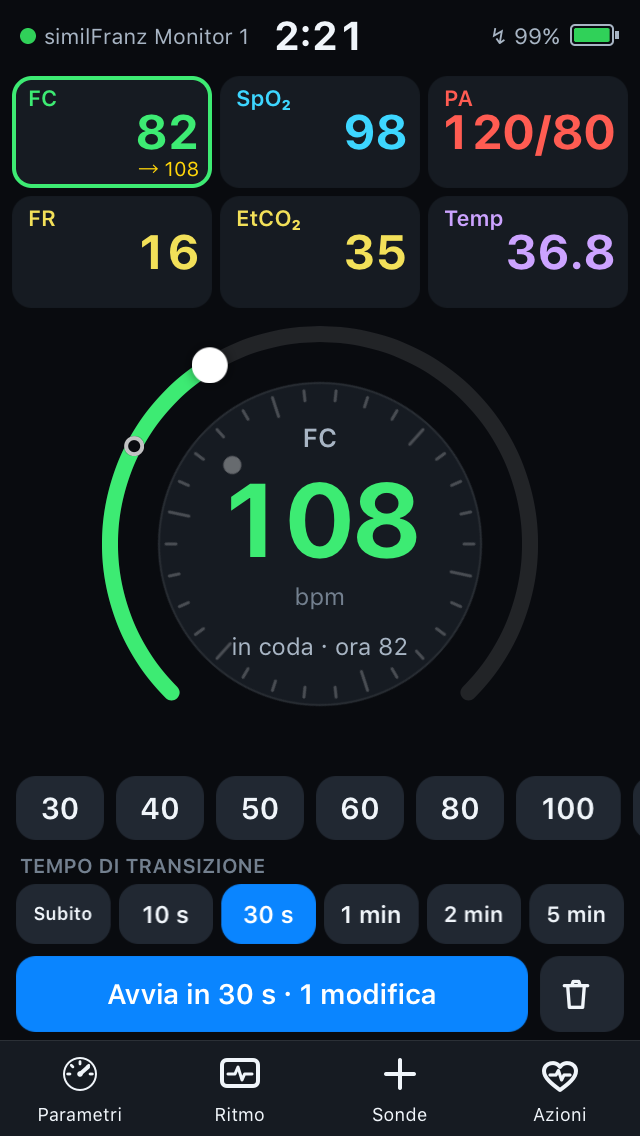 similFranz Monitor 1 2:21 ↯ 99%
FC SpO₂ PA
82 98 120/80
→ 108
FR EtCO₂ Temp
16 35 36.8
FC
108
bpm
in coda · ora 82
30 40 50 60 80 100
TEMPO DI TRANSIZIONE
Subito 10 s 30 s 1 min 2 min 5 min
Avvia in 30 s · 1 modifica
Parametri Ritmo Sonde Azioni